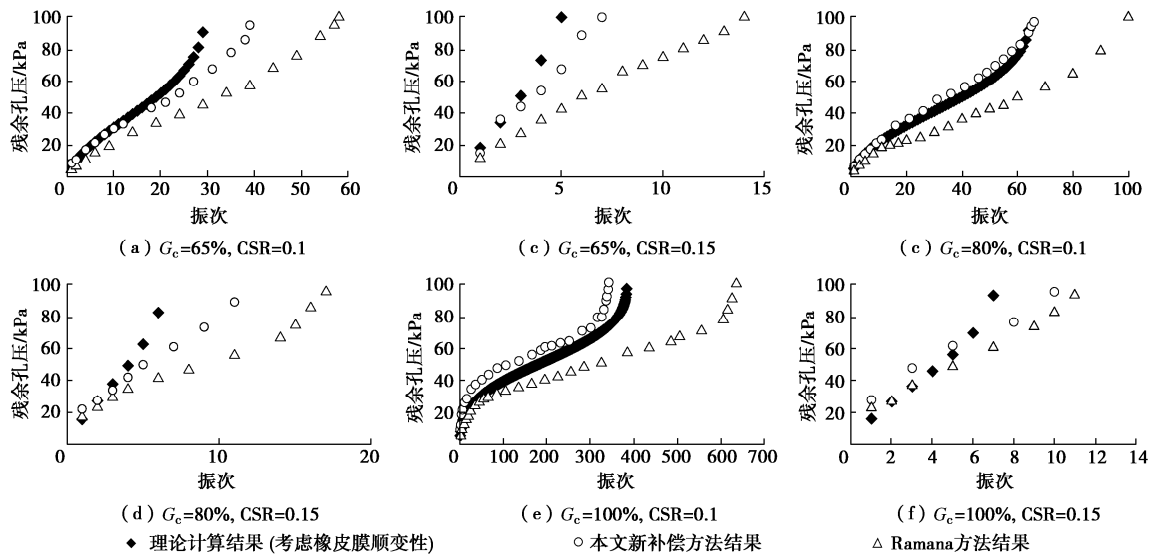 残余孔压/kPa
100
80
60
40
20
0 10 20 30 40 50 60
振次
(a) Gc=65%, CSR=0.1
残余孔压/kPa
100
80
60
40
20
0 5 10 15
振次
(c) Gc=65%, CSR=0.15
残余孔压/kPa
100
80
60
40
20
0 20 40 60 80 100
振次
(c) Gc=80%, CSR=0.1
残余孔压/kPa
100
80
60
40
20
0 10 20
振次
(d) Gc=80%, CSR=0.15
残余孔压/kPa
100
80
60
40
20
0 100 200 300 400 500 600 700
振次
(e) Gc=100%, CSR=0.1
残余孔压/kPa
100
80
60
40
20
0 2 4 6 8 10 12 14
振次
(f) Gc=100%, CSR=0.15
◆ 理论计算结果 (考虑橡皮膜顺变性)
○ 本文新补偿方法结果
△ Ramana方法结果